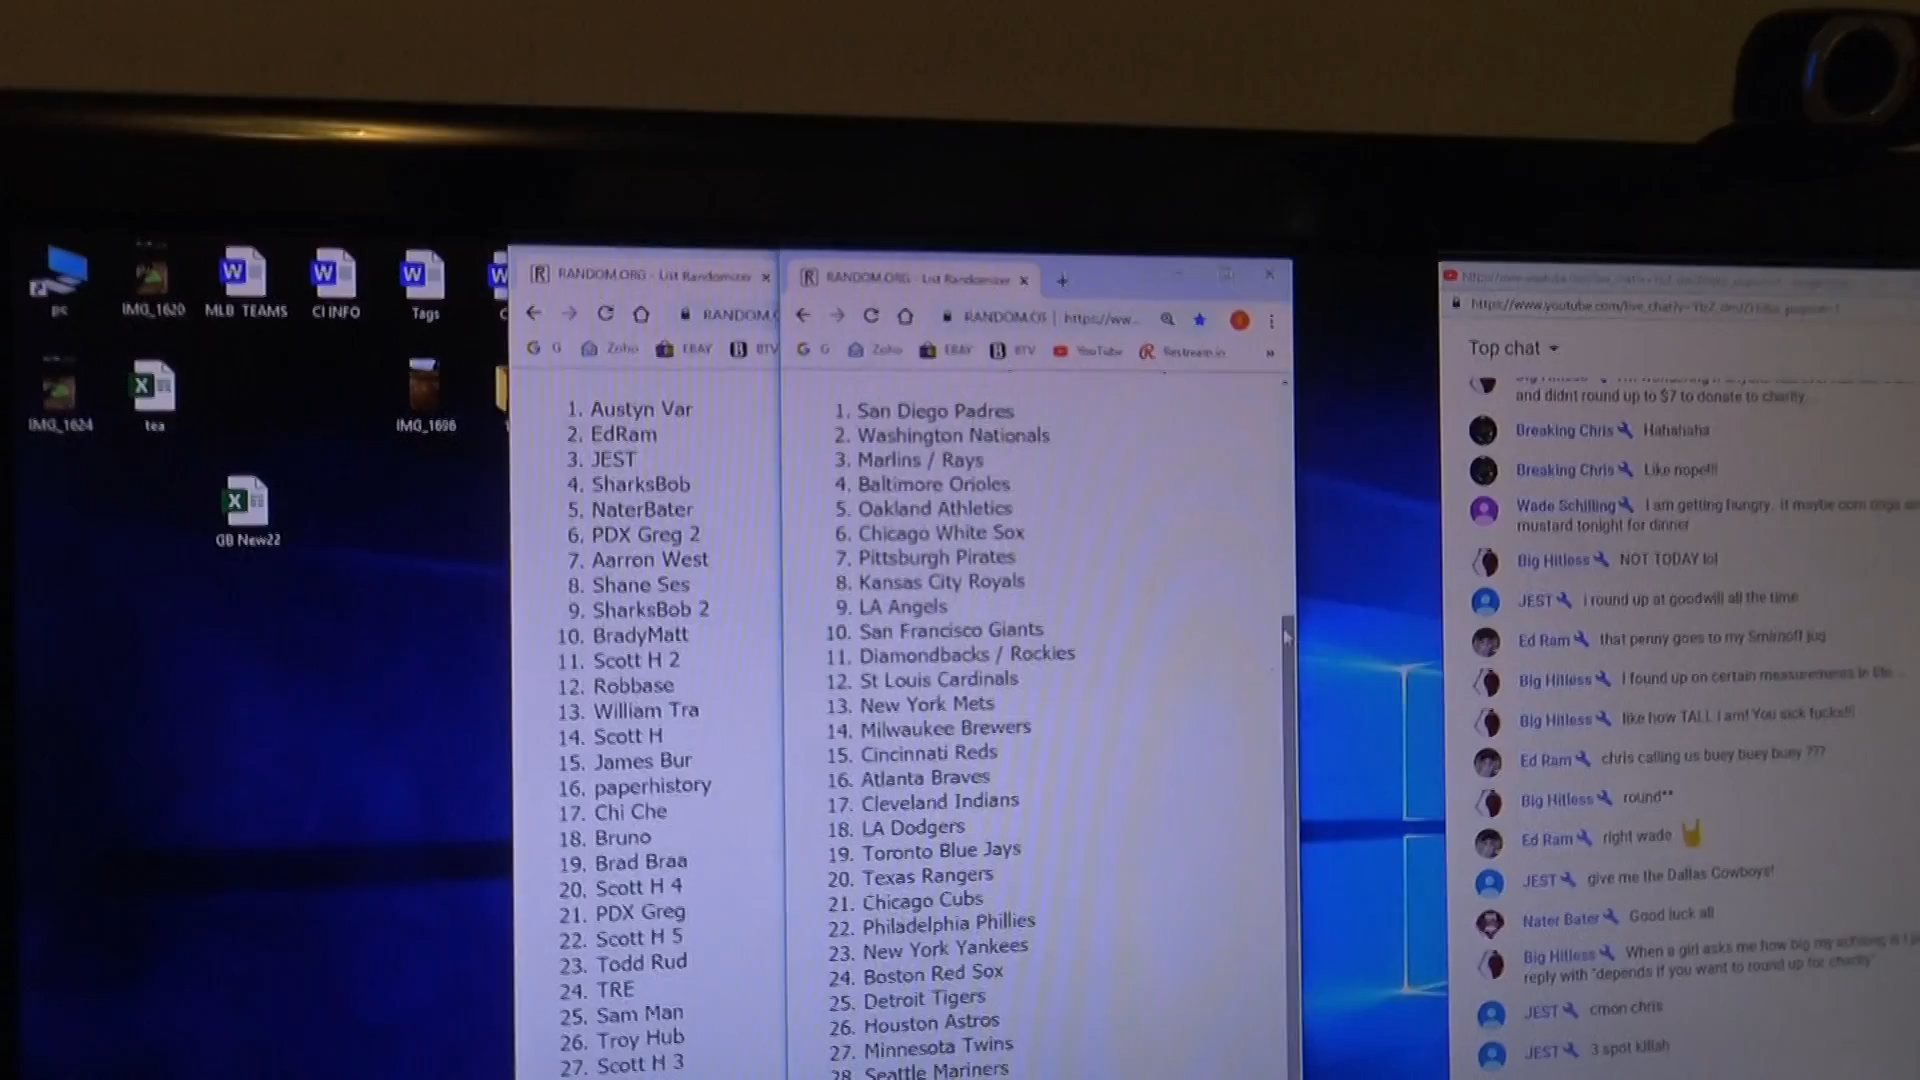 pc
IMG_1620
MLB TEAMS
CI INFO
Tags
IMG_1624
tea
IMG_1698
GB New22
RANDOM.ORG - List Randomizer
RANDOM.
G Zoho EBAY BTV
1. Austyn Var
2. EdRam
3. JEST
4. SharksBob
5. NaterBater
6. PDX Greg 2
7. Aarron West
8. Shane Ses
9. SharksBob 2
10. BradyMatt
11. Scott H 2
12. Robbase
13. William Tra
14. Scott H
15. James Bur
16. paperhistory
17. Chi Che
18. Bruno
19. Brad Braa
20. Scott H 4
21. PDX Greg
22. Scott H 5
23. Todd Rud
24. TRE
25. Sam Man
26. Troy Hub
27. Scott H 3
RANDOM.ORG - List Randomizer
RANDOM.OF | https://ww...
G Zoho EBAY BTV YouTube Restream.io »
1. San Diego Padres
2. Washington Nationals
3. Marlins / Rays
4. Baltimore Orioles
5. Oakland Athletics
6. Chicago White Sox
7. Pittsburgh Pirates
8. Kansas City Royals
9. LA Angels
10. San Francisco Giants
11. Diamondbacks / Rockies
12. St Louis Cardinals
13. New York Mets
14. Milwaukee Brewers
15. Cincinnati Reds
16. Atlanta Braves
17. Cleveland Indians
18. LA Dodgers
19. Toronto Blue Jays
20. Texas Rangers
21. Chicago Cubs
22. Philadelphia Phillies
23. New York Yankees
24. Boston Red Sox
25. Detroit Tigers
26. Houston Astros
27. Minnesota Twins
28. Seattle Mariners
Top chat
and didnt round up to $7 to donate to charity
Breaking Chris Hahahaha
Breaking Chris Like nope!!!
Wade Schilling I am getting hungry.. it maybe corn dogs
mustard tonight for dinner
Big Hitless NOT TODAY lol
JEST i round up at goodwill all the time
Ed Ram that penny goes to my Smirnoff jug
Big Hitless I found up on certain measurements in life...
Big Hitless like how TALL I am! You sick fucks!!!
Ed Ram chris calling us buey buey buey ???
Big Hitless round**
Ed Ram right wade 🤘
JEST give me the Dallas Cowboys!
Nater Bater Good luck all
Big Hitless When a girl asks me how big my
reply with "depends if you want to round up for charity"
JEST cmon chris
JEST 3 spot killah